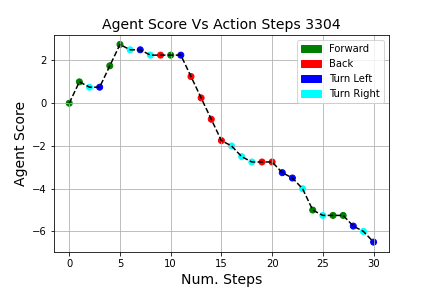 Agent Score Vs Action Steps 3304
Agent Score
2
0
−2
−4
−6
Forward
Back
Turn Left
Turn Right
0 5 10 15 20 25 30
Num. Steps